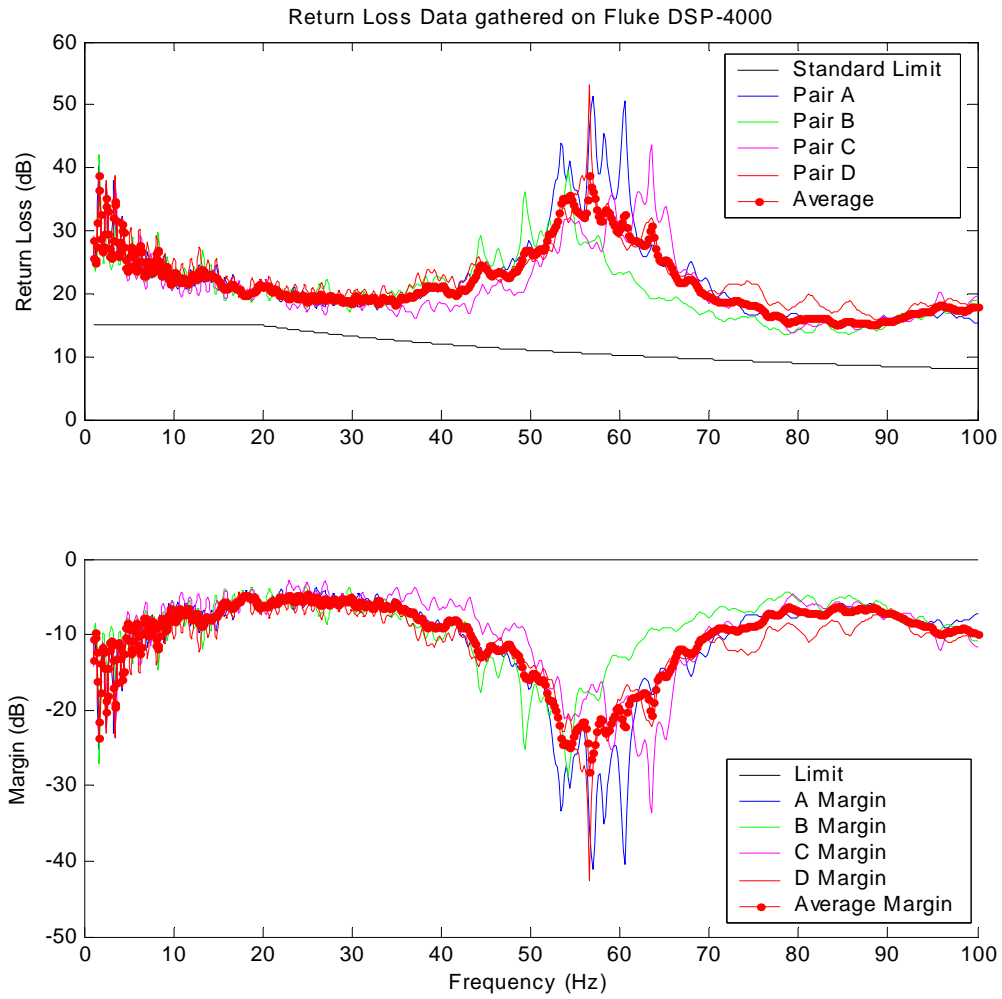 Return Loss Data gathered on Fluke DSP-4000
60
50
40
30
20
10
0
Return Loss (dB)
Standard Limit
Pair A
Pair B
Pair C
Pair D
Average
0 10 20 30 40 50 60 70 80 90 100
0
-10
-20
-30
-40
-50
Margin (dB)
Limit
A Margin
B Margin
C Margin
D Margin
Average Margin
0 10 20 30 40 50 60 70 80 90 100
Frequency (Hz)